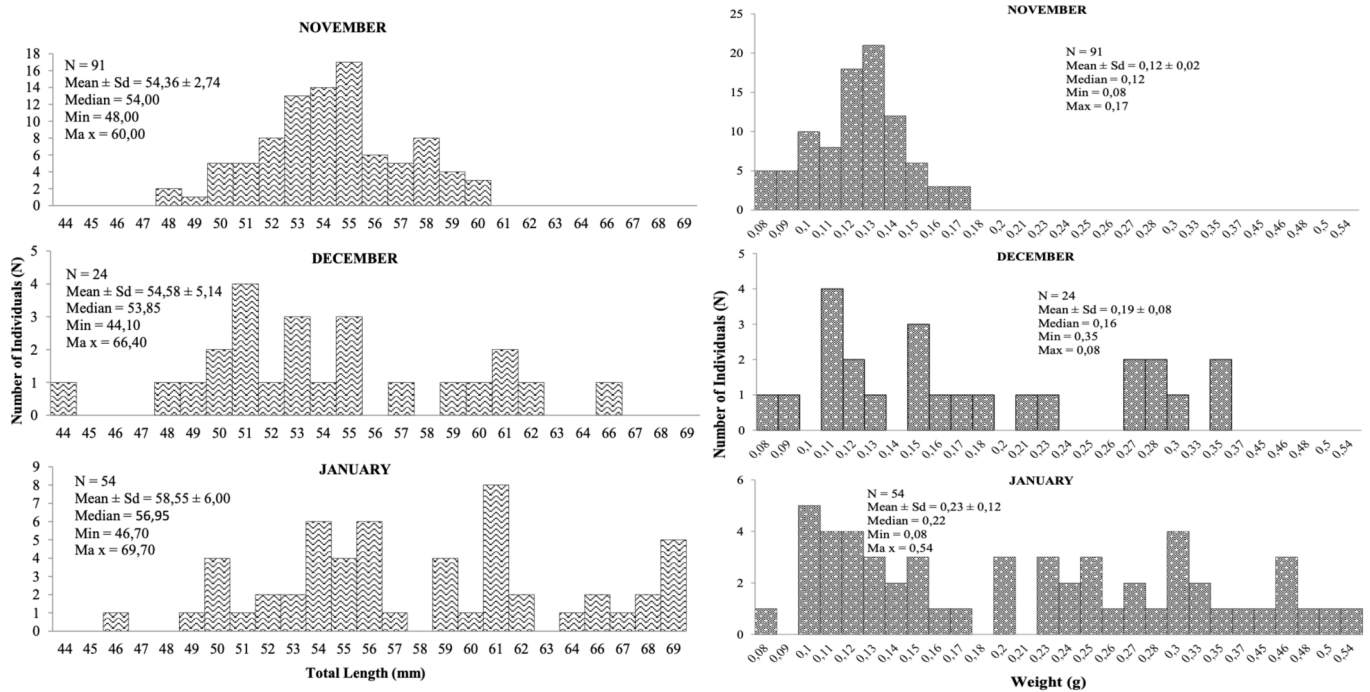 NOVEMBER
N = 91
Mean ± Sd = 54,36 ± 2,74
Median = 54,00
Min = 48,00
Ma x = 60,00
18
16
14
12
10
8
6
4
2
0
44 45 46 47 48 49 50 51 52 53 54 55 56 57 58 59 60 61 62 63 64 66 67 68 69
DECEMBER
N = 24
Mean ± Sd = 54,58 ± 5,14
Median = 53,85
Min = 44,10
Ma x = 66,40
5
4
3
2
1
0
44 45 46 47 48 49 50 51 52 53 54 55 56 57 58 59 60 61 62 63 64 66 67 68 69
Number of Individuals (N)
JANUARY
N = 54
Mean ± Sd = 58,55 ± 6,00
Median = 56,95
Min = 46,70
Ma x = 69,70
9
8
7
6
5
4
3
2
1
0
44 45 46 47 48 49 50 51 52 53 54 55 56 57 58 59 60 61 62 63 64 66 67 68 69
Total Length (mm)
NOVEMBER
N = 91
Mean ± Sd = 0,12 ± 0,02
Median = 0,12
Min = 0,08
Max = 0,17
25
20
15
10
5
0
0,08 0,09 0,1 0,11 0,12 0,13 0,14 0,15 0,16 0,17 0,18 0,2 0,21 0,23 0,24 0,25 0,26 0,27 0,28 0,3 0,33 0,35 0,37 0,45 0,46 0,48 0,5 0,54
DECEMBER
N = 24
Mean ± Sd = 0,19 ± 0,08
Median = 0,16
Min = 0,35
Max = 0,08
5
4
3
2
1
0
0,08 0,09 0,1 0,11 0,12 0,13 0,14 0,15 0,16 0,17 0,18 0,2 0,21 0,23 0,24 0,25 0,26 0,27 0,28 0,3 0,33 0,35 0,37 0,45 0,46 0,48 0,5 0,54
Number of Individuals (N)
JANUARY
N = 54
Mean ± Sd = 0,23 ± 0,12
Median = 0,22
Min = 0,08
Ma x = 0,54
6
4
2
0
0,08 0,09 0,1 0,11 0,12 0,13 0,14 0,15 0,16 0,17 0,18 0,2 0,21 0,23 0,24 0,25 0,26 0,27 0,28 0,3 0,33 0,35 0,37 0,45 0,46 0,48 0,5 0,54
Weight (g)